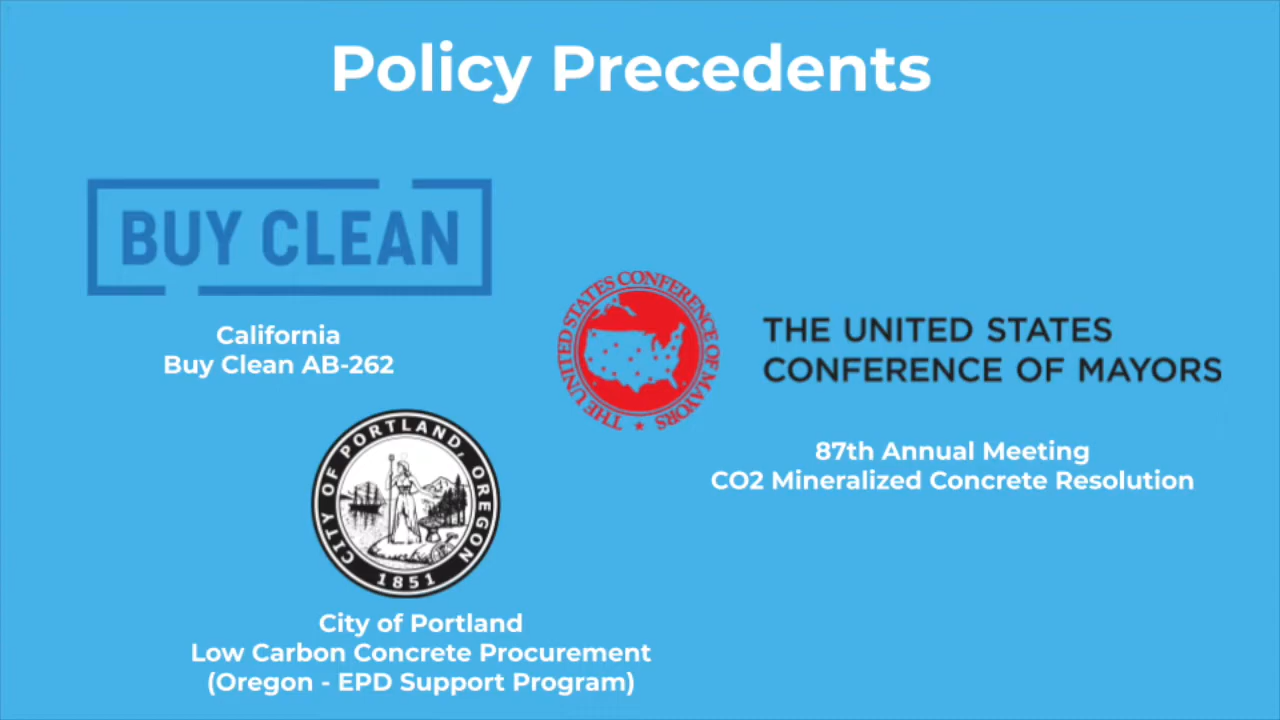 Policy Precedents
BUY CLEAN
California
Buy Clean AB-262
THE UNITED STATES CONFERENCE OF MAYORS
THE UNITED STATES
CONFERENCE OF MAYORS
87th Annual Meeting
CO2 Mineralized Concrete Resolution
CITY OF PORTLAND, OREGON
1851
City of Portland
Low Carbon Concrete Procurement
(Oregon - EPD Support Program)